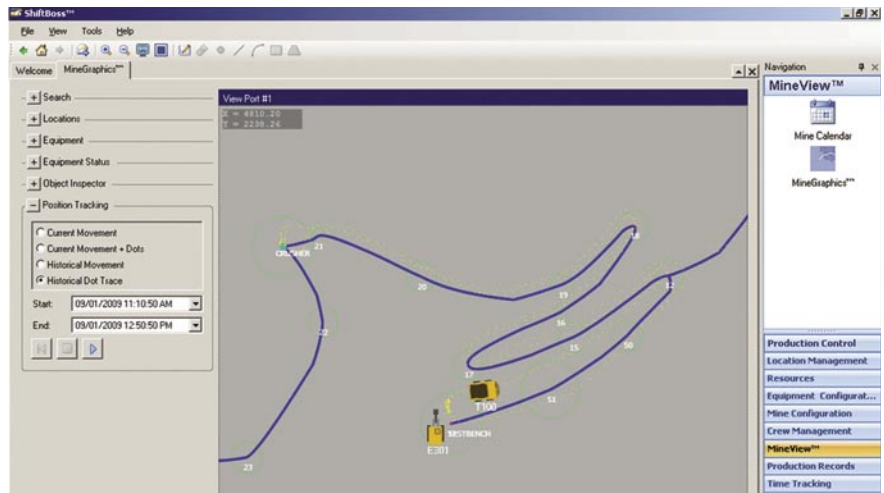 ShiftBoss™
File View Tools Help
Welcome MineGraphics™
Search
Locations
Equipment
Equipment Status
Object Inspector
Position Tracking
Current Movement
Current Movement + Dots
Historical Movement
Historical Dot Trace
Start: 09/01/2009 11:10:50 AM
End: 09/01/2009 12:50:50 PM
View Port #1
X = 4810.20
Y = 2238.26
CRUSHER
21
20
19
18
12
16
15
50
22
17
51
T100
E301
23
Navigation
MineView™
Mine Calendar
MineGraphics™
Production Control
Location Management
Resources
Equipment Configurat...
Mine Configuration
Crew Management
MineView™
Production Records
Time Tracking